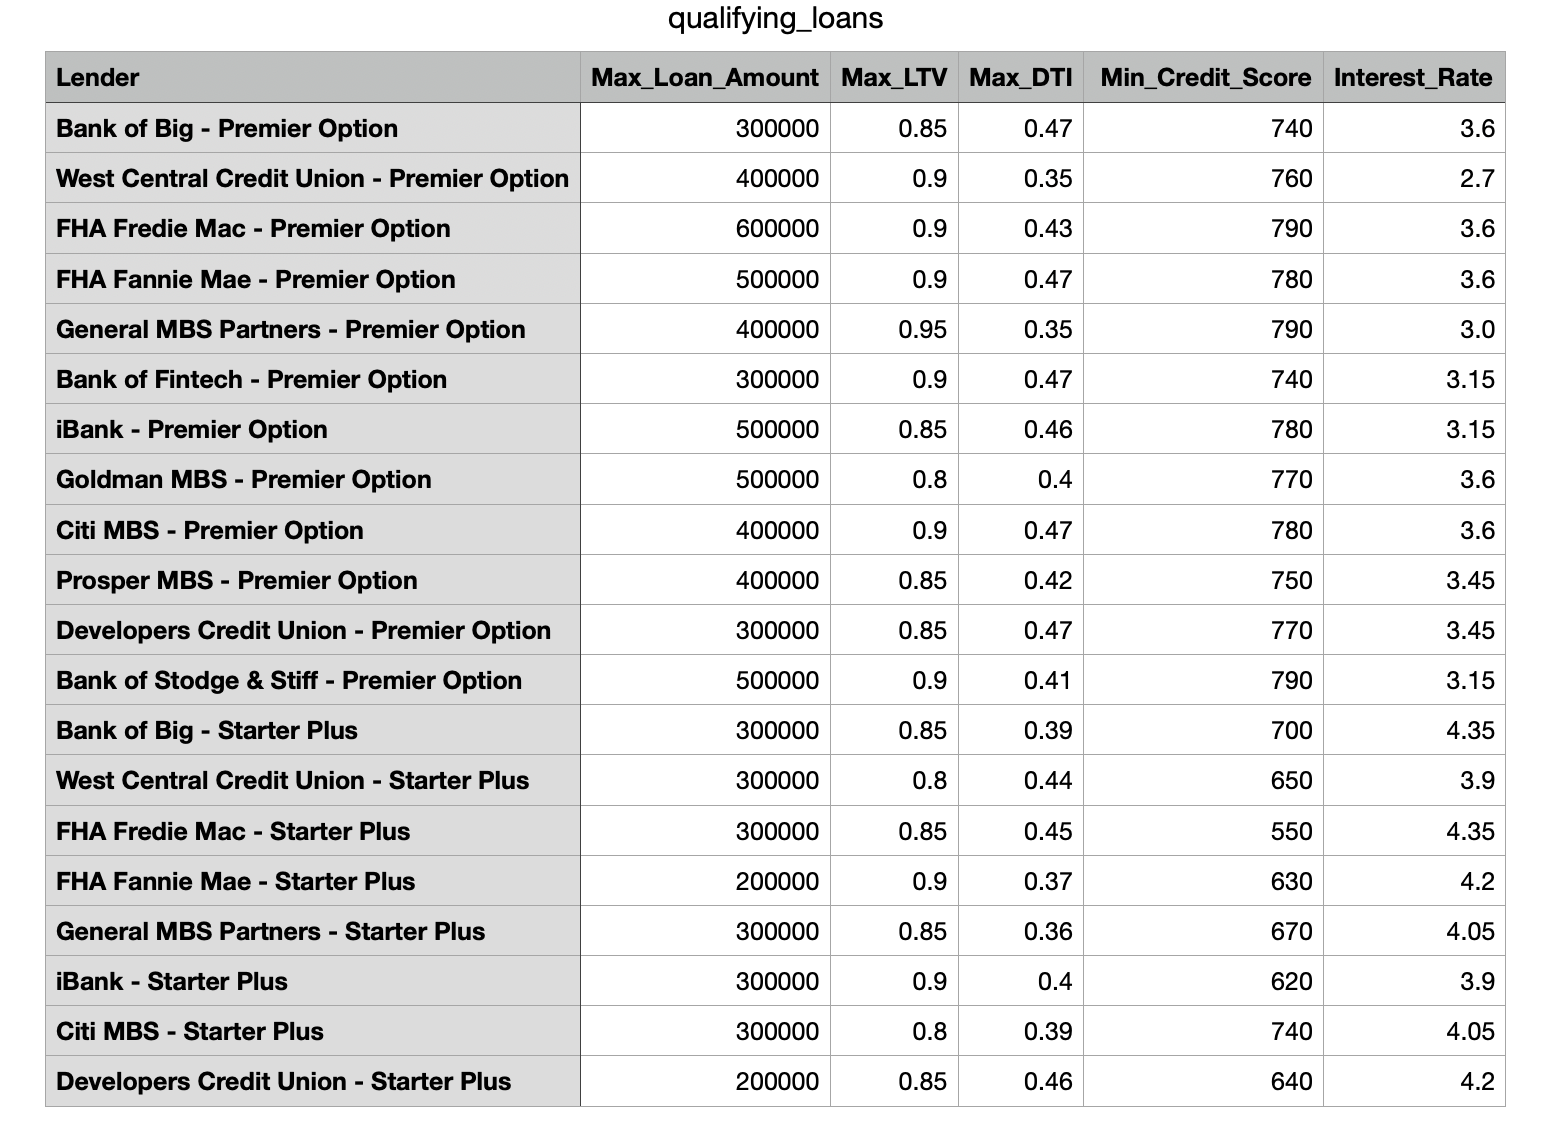 qualifying_loans
Lender Max_Loan_Amount Max_LTV Max_DTI Min_Credit_Score Interest_Rate
Bank of Big - Premier Option 300000 0.85 0.47 740 3.6
West Central Credit Union - Premier Option 400000 0.9 0.35 760 2.7
FHA Fredie Mac - Premier Option 600000 0.9 0.43 790 3.6
FHA Fannie Mae - Premier Option 500000 0.9 0.47 780 3.6
General MBS Partners - Premier Option 400000 0.95 0.35 790 3.0
Bank of Fintech - Premier Option 300000 0.9 0.47 740 3.15
iBank - Premier Option 500000 0.85 0.46 780 3.15
Goldman MBS - Premier Option 500000 0.8 0.4 770 3.6
Citi MBS - Premier Option 400000 0.9 0.47 780 3.6
Prosper MBS - Premier Option 400000 0.85 0.42 750 3.45
Developers Credit Union - Premier Option 300000 0.85 0.47 770 3.45
Bank of Stodge & Stiff - Premier Option 500000 0.9 0.41 790 3.15
Bank of Big - Starter Plus 300000 0.85 0.39 700 4.35
West Central Credit Union - Starter Plus 300000 0.8 0.44 650 3.9
FHA Fredie Mac - Starter Plus 300000 0.85 0.45 550 4.35
FHA Fannie Mae - Starter Plus 200000 0.9 0.37 630 4.2
General MBS Partners - Starter Plus 300000 0.85 0.36 670 4.05
iBank - Starter Plus 300000 0.9 0.4 620 3.9
Citi MBS - Starter Plus 300000 0.8 0.39 740 4.05
Developers Credit Union - Starter Plus 200000 0.85 0.46 640 4.2